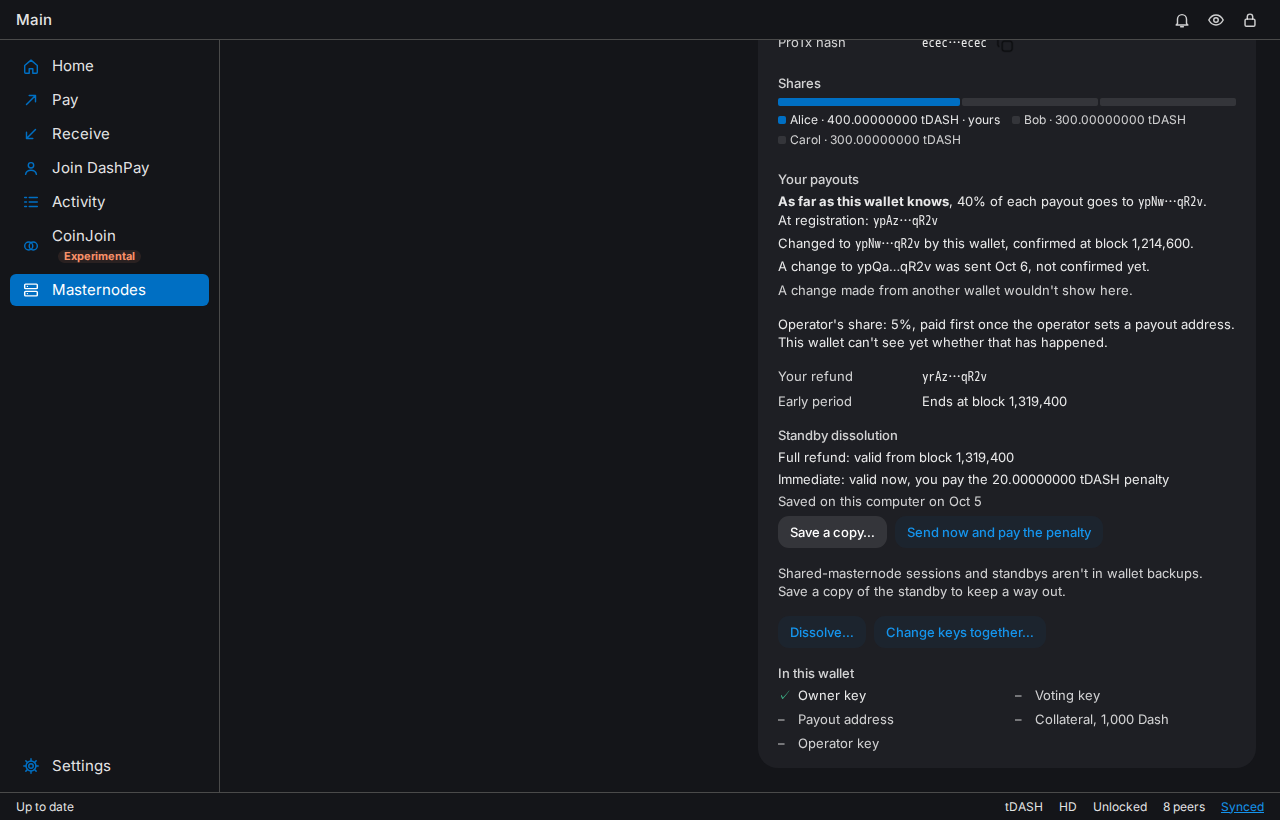 Main
Home
Pay
Receive
Join DashPay
Activity
CoinJoin
Experimental
Masternodes
Settings
ProTx hash ecec⋯ecec
Shares
Alice · 400.00000000 tDASH · yours Bob · 300.00000000 tDASH
Carol · 300.00000000 tDASH
Your payouts
As far as this wallet knows, 40% of each payout goes to ypNw⋯qR2v.
At registration: ypAz⋯qR2v
Changed to ypNw⋯qR2v by this wallet, confirmed at block 1,214,600.
A change to ypQa...qR2v was sent Oct 6, not confirmed yet.
A change made from another wallet wouldn't show here.
Operator's share: 5%, paid first once the operator sets a payout address.
This wallet can't see yet whether that has happened.
Your refund yrAz⋯qR2v
Early period Ends at block 1,319,400
Standby dissolution
Full refund: valid from block 1,319,400
Immediate: valid now, you pay the 20.00000000 tDASH penalty
Saved on this computer on Oct 5
Save a copy... Send now and pay the penalty
Shared-masternode sessions and standbys aren't in wallet backups.
Save a copy of the standby to keep a way out.
Dissolve... Change keys together...
In this wallet
✓ Owner key – Voting key
– Payout address – Collateral, 1,000 Dash
– Operator key
Up to date tDASH HD Unlocked 8 peers Synced